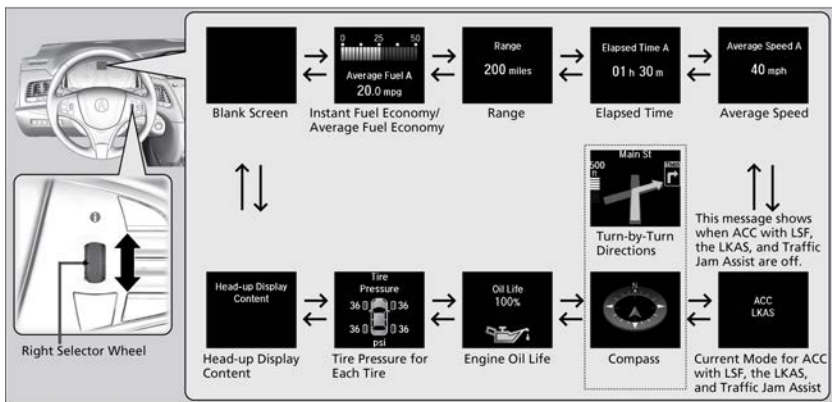 0 25 50
Average Fuel A
20.0 mpg
Range
200 miles
Elapsed Time A
01 h 30 m
Average Speed A
40 mph
Blank Screen
Instant Fuel Economy/
Average Fuel Economy
Range
Elapsed Time
Average Speed
Main St
500
ft
Then
Turn-by-Turn
Directions
This message shows
when ACC with LSF,
the LKAS, and Traffic
Jam Assist are off.
Head-up Display
Content
Tire
Pressure
36 36
36 36
psi
Oil Life
100%
N
ACC
LKAS
Right Selector Wheel
Head-up Display
Content
Tire Pressure for
Each Tire
Engine Oil Life
Compass
Current Mode for ACC
with LSF, the LKAS,
and Traffic Jam Assist